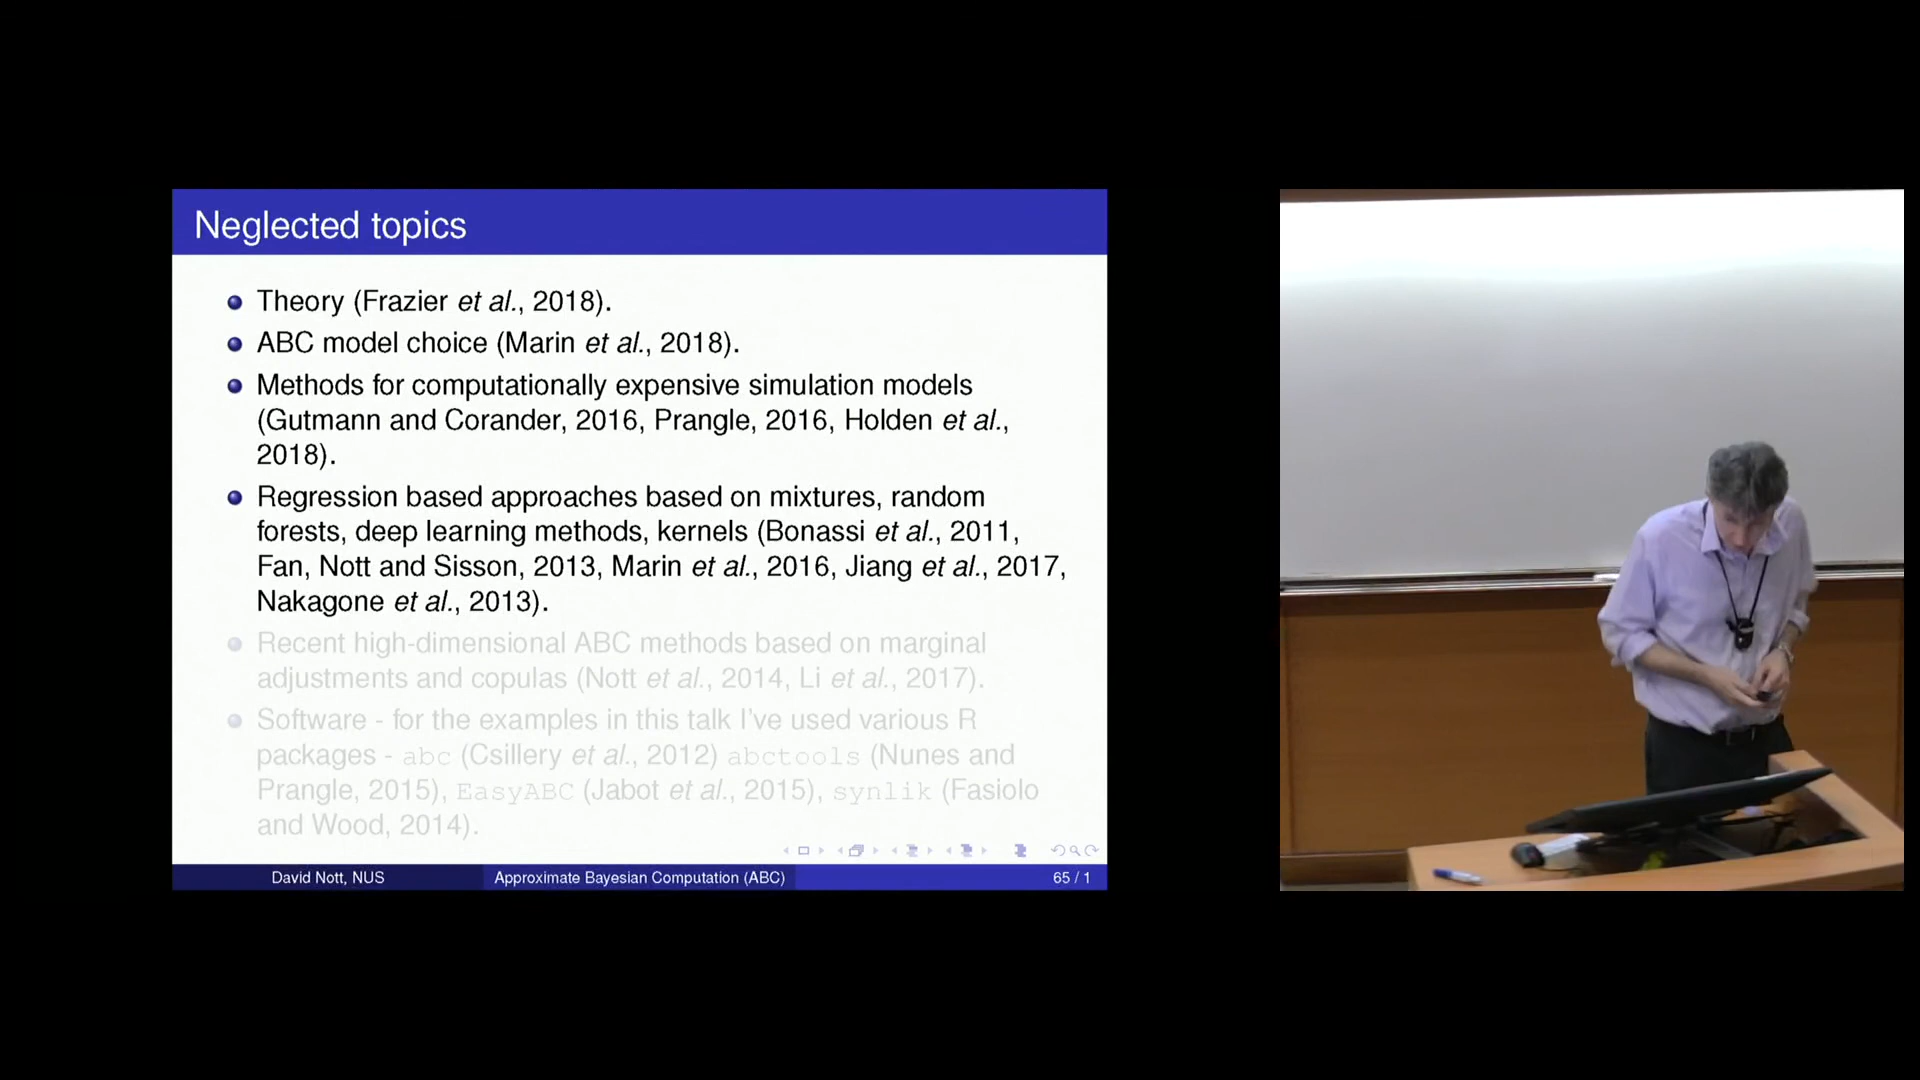 Neglected topics
Theory (Frazier et al., 2018).
ABC model choice (Marin et al., 2018).
Methods for computationally expensive simulation models
(Gutmann and Corander, 2016, Prangle, 2016, Holden et al.,
2018).
Regression based approaches based on mixtures, random
forests, deep learning methods, kernels (Bonassi et al., 2011,
Fan, Nott and Sisson, 2013, Marin et al., 2016, Jiang et al., 2017,
Nakagone et al., 2013).
Recent high-dimensional ABC methods based on marginal
adjustments and copulas (Nott et al., 2014, Li et al., 2017).
Software - for the examples in this talk I've used various R
packages - abc (Csillery et al., 2012) abctools (Nunes and
Prangle, 2015), EasyABC (Jabot et al., 2015), synlik (Fasiolo
and Wood, 2014).
David Nott, NUS Approximate Bayesian Computation (ABC) 65 / 1